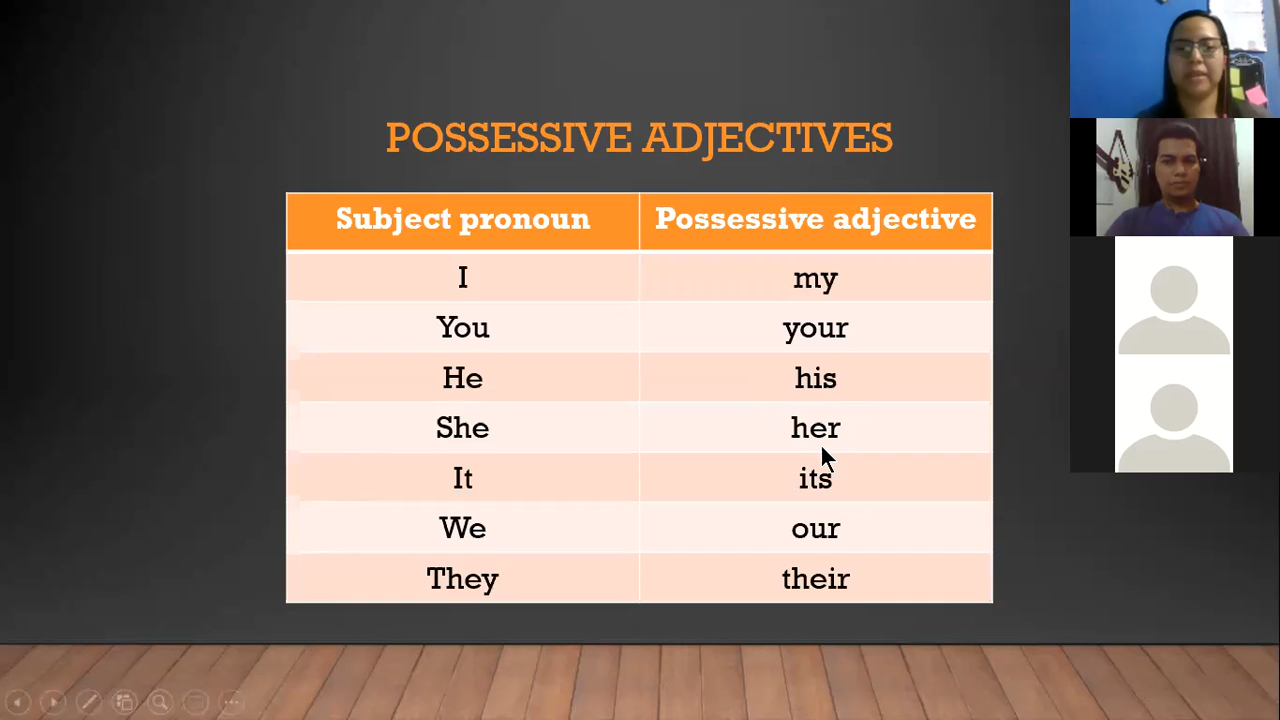 POSSESSIVE ADJECTIVES
Subject pronoun Possessive adjective
I my
You your
He his
She her
It its
We our
They their